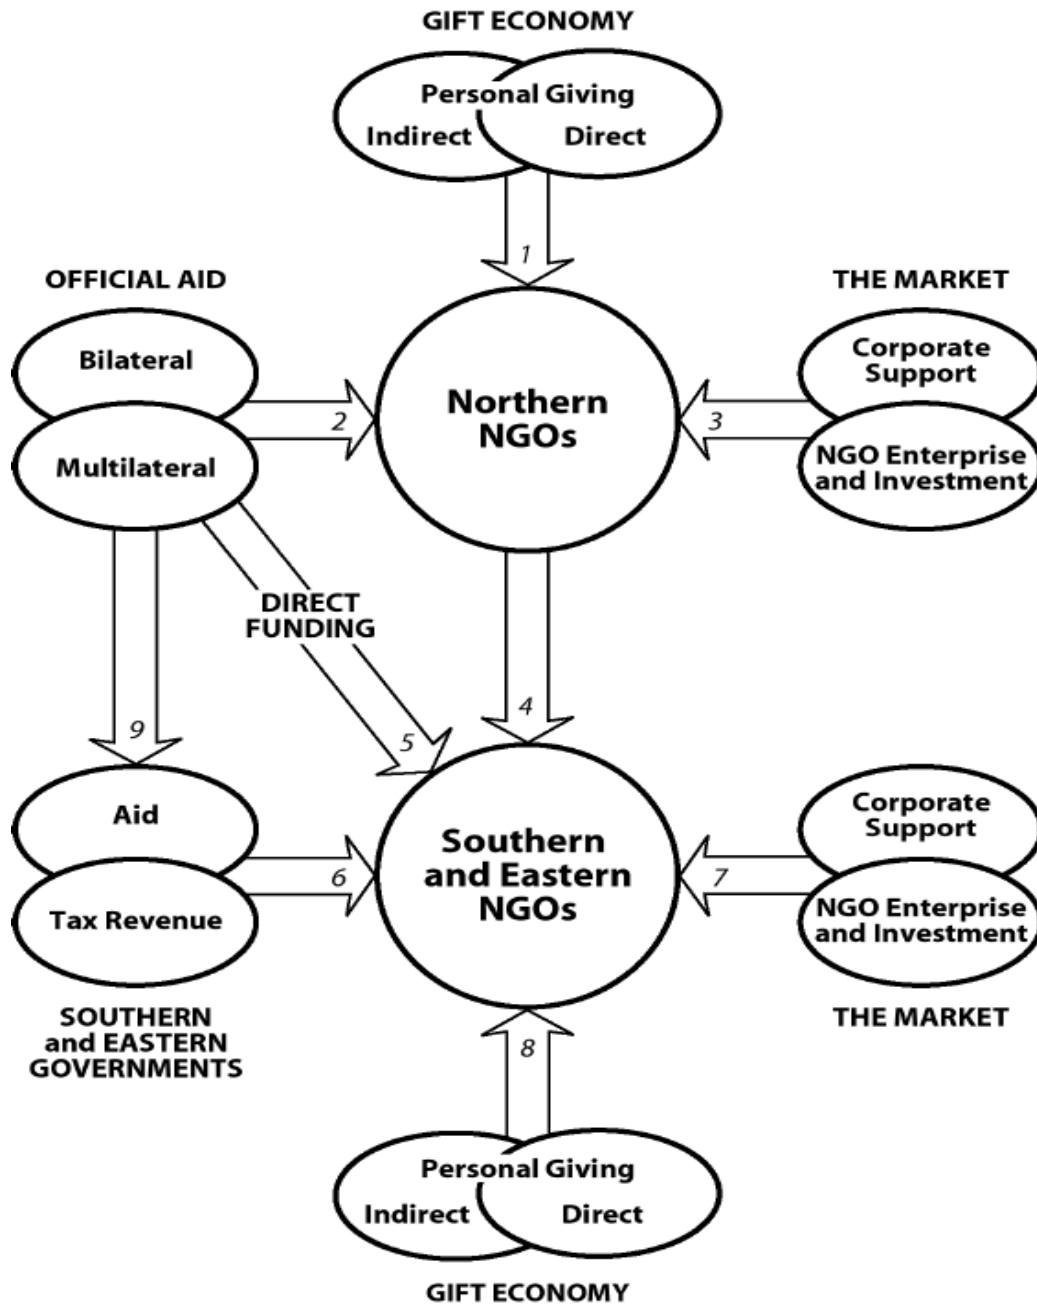 GIFT ECONOMY
Personal Giving
Indirect
Direct
1
OFFICIAL AID
THE MARKET
Bilateral
Multilateral
2
Northern
NGOs
3
Corporate
Support
NGO Enterprise
and Investment
DIRECT
FUNDING
9
5
4
Aid
Tax Revenue
6
Southern
and Eastern
NGOs
7
Corporate
Support
NGO Enterprise
and Investment
SOUTHERN
and EASTERN
GOVERNMENTS
THE MARKET
8
Personal Giving
Indirect
Direct
GIFT ECONOMY